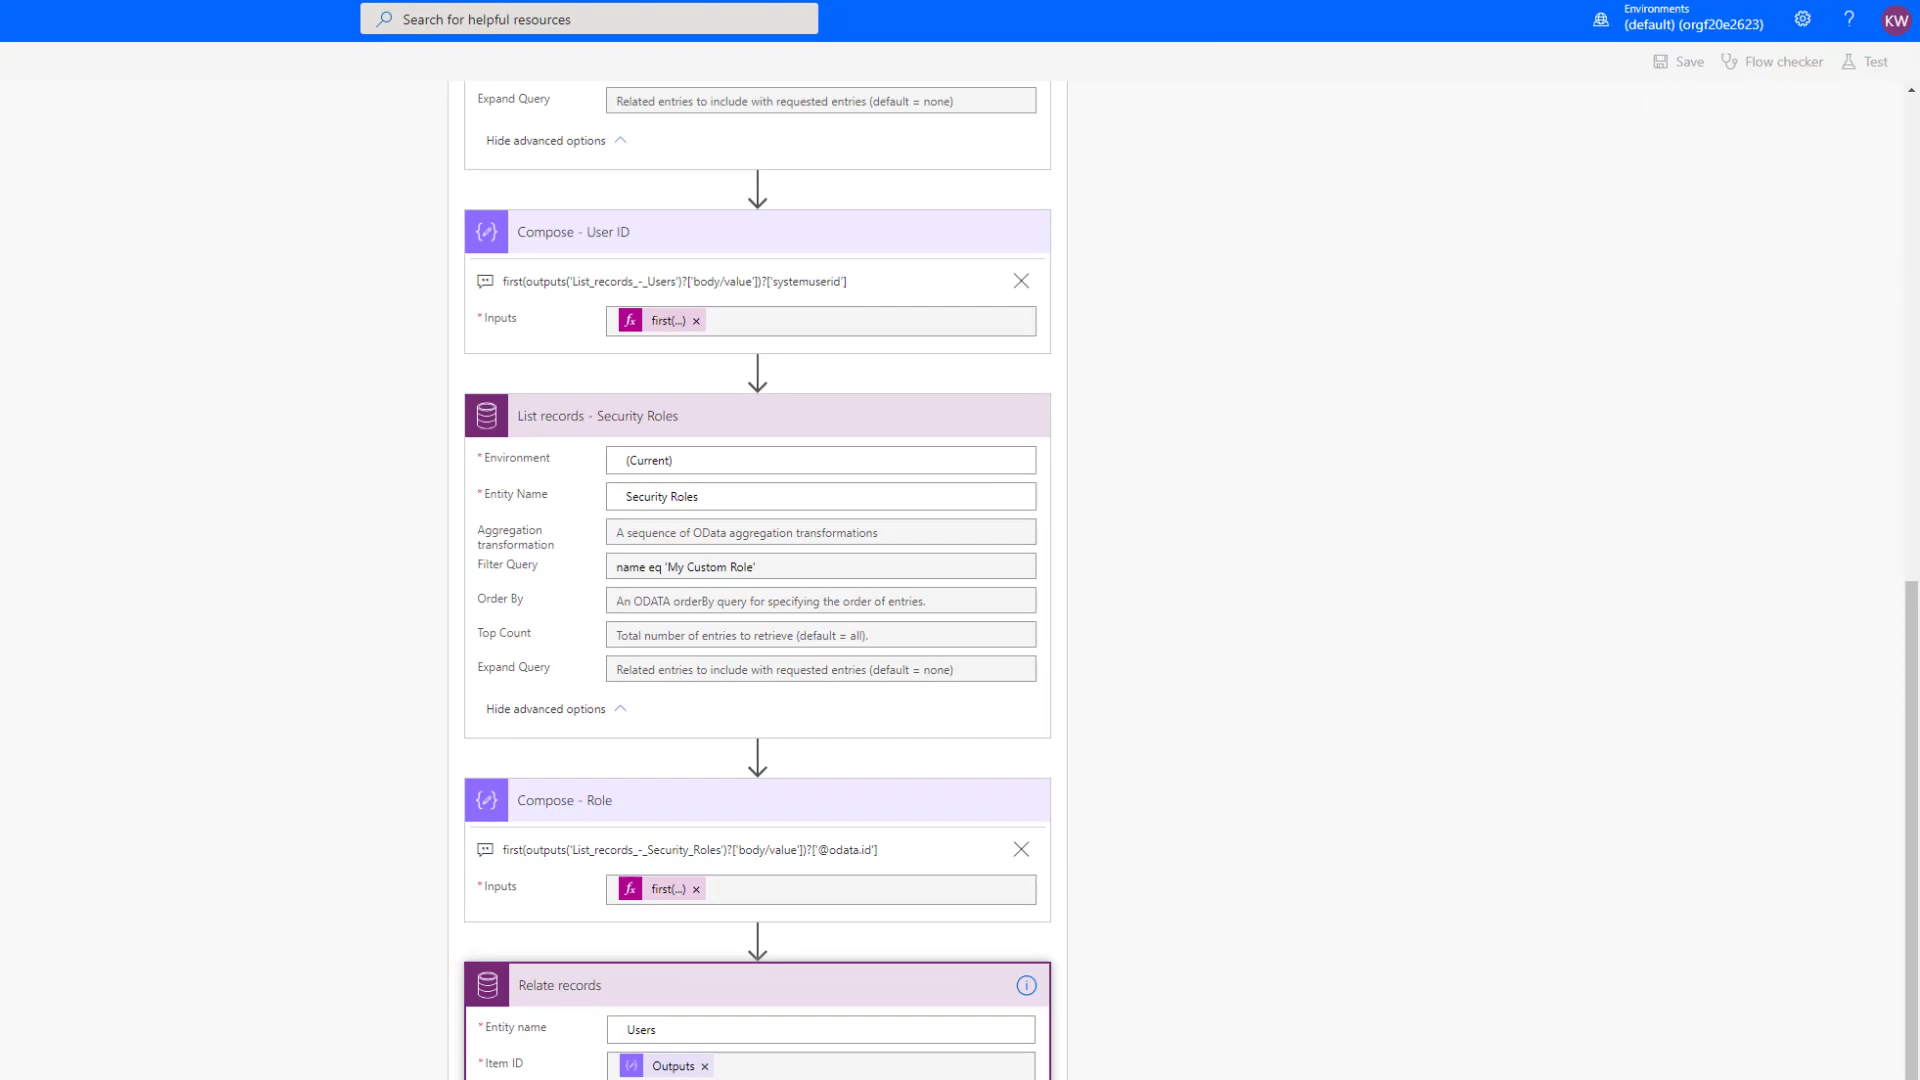 Search for helpful resources
Environments
(default) (orgf20e2623)
?
KW
Save
Flow checker
Test
Expand Query
Related entries to include with requested entries (default = none)
Hide advanced options
Compose - User ID
first(outputs('List_records_-_Users')?['body/value'])?['systemuserid']
* Inputs
fx first(...) ×
List records - Security Roles
* Environment
(Current)
* Entity Name
Security Roles
Aggregation
transformation
A sequence of OData aggregation transformations
Filter Query
name eq 'My Custom Role'
Order By
An ODATA orderBy query for specifying the order of entries.
Top Count
Total number of entries to retrieve (default = all).
Expand Query
Related entries to include with requested entries (default = none)
Hide advanced options
Compose - Role
first(outputs('List_records_-_Security_Roles')?['body/value'])?['@odata.id']
* Inputs
fx first(...) ×
Relate records
* Entity name
Users
* Item ID
Outputs ×